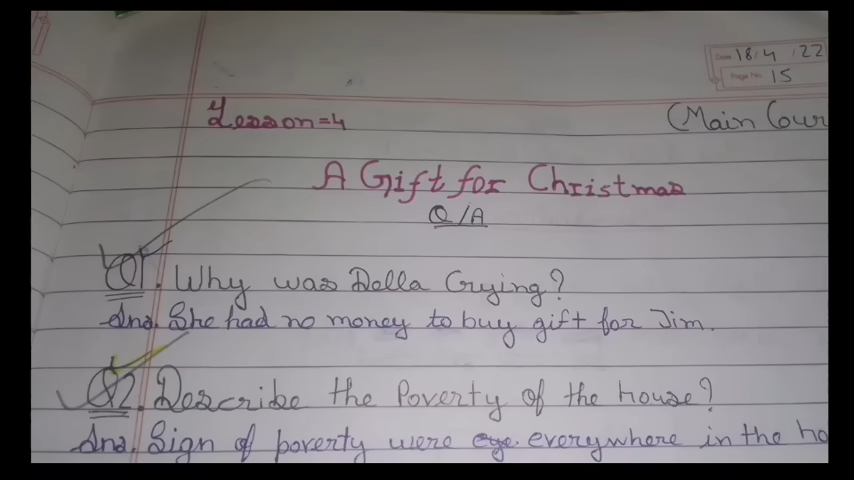 Date 18/4/22
Page No. 15
Lesson=4
(Main Cour
A Gift for Christmas
Q/A
Q1. Why was Della Crying?
Ans. She had no money to buy gift for Jim.
Q2. Describe the Poverty of the house?
Ans. Sign of poverty were everywhere in the ho